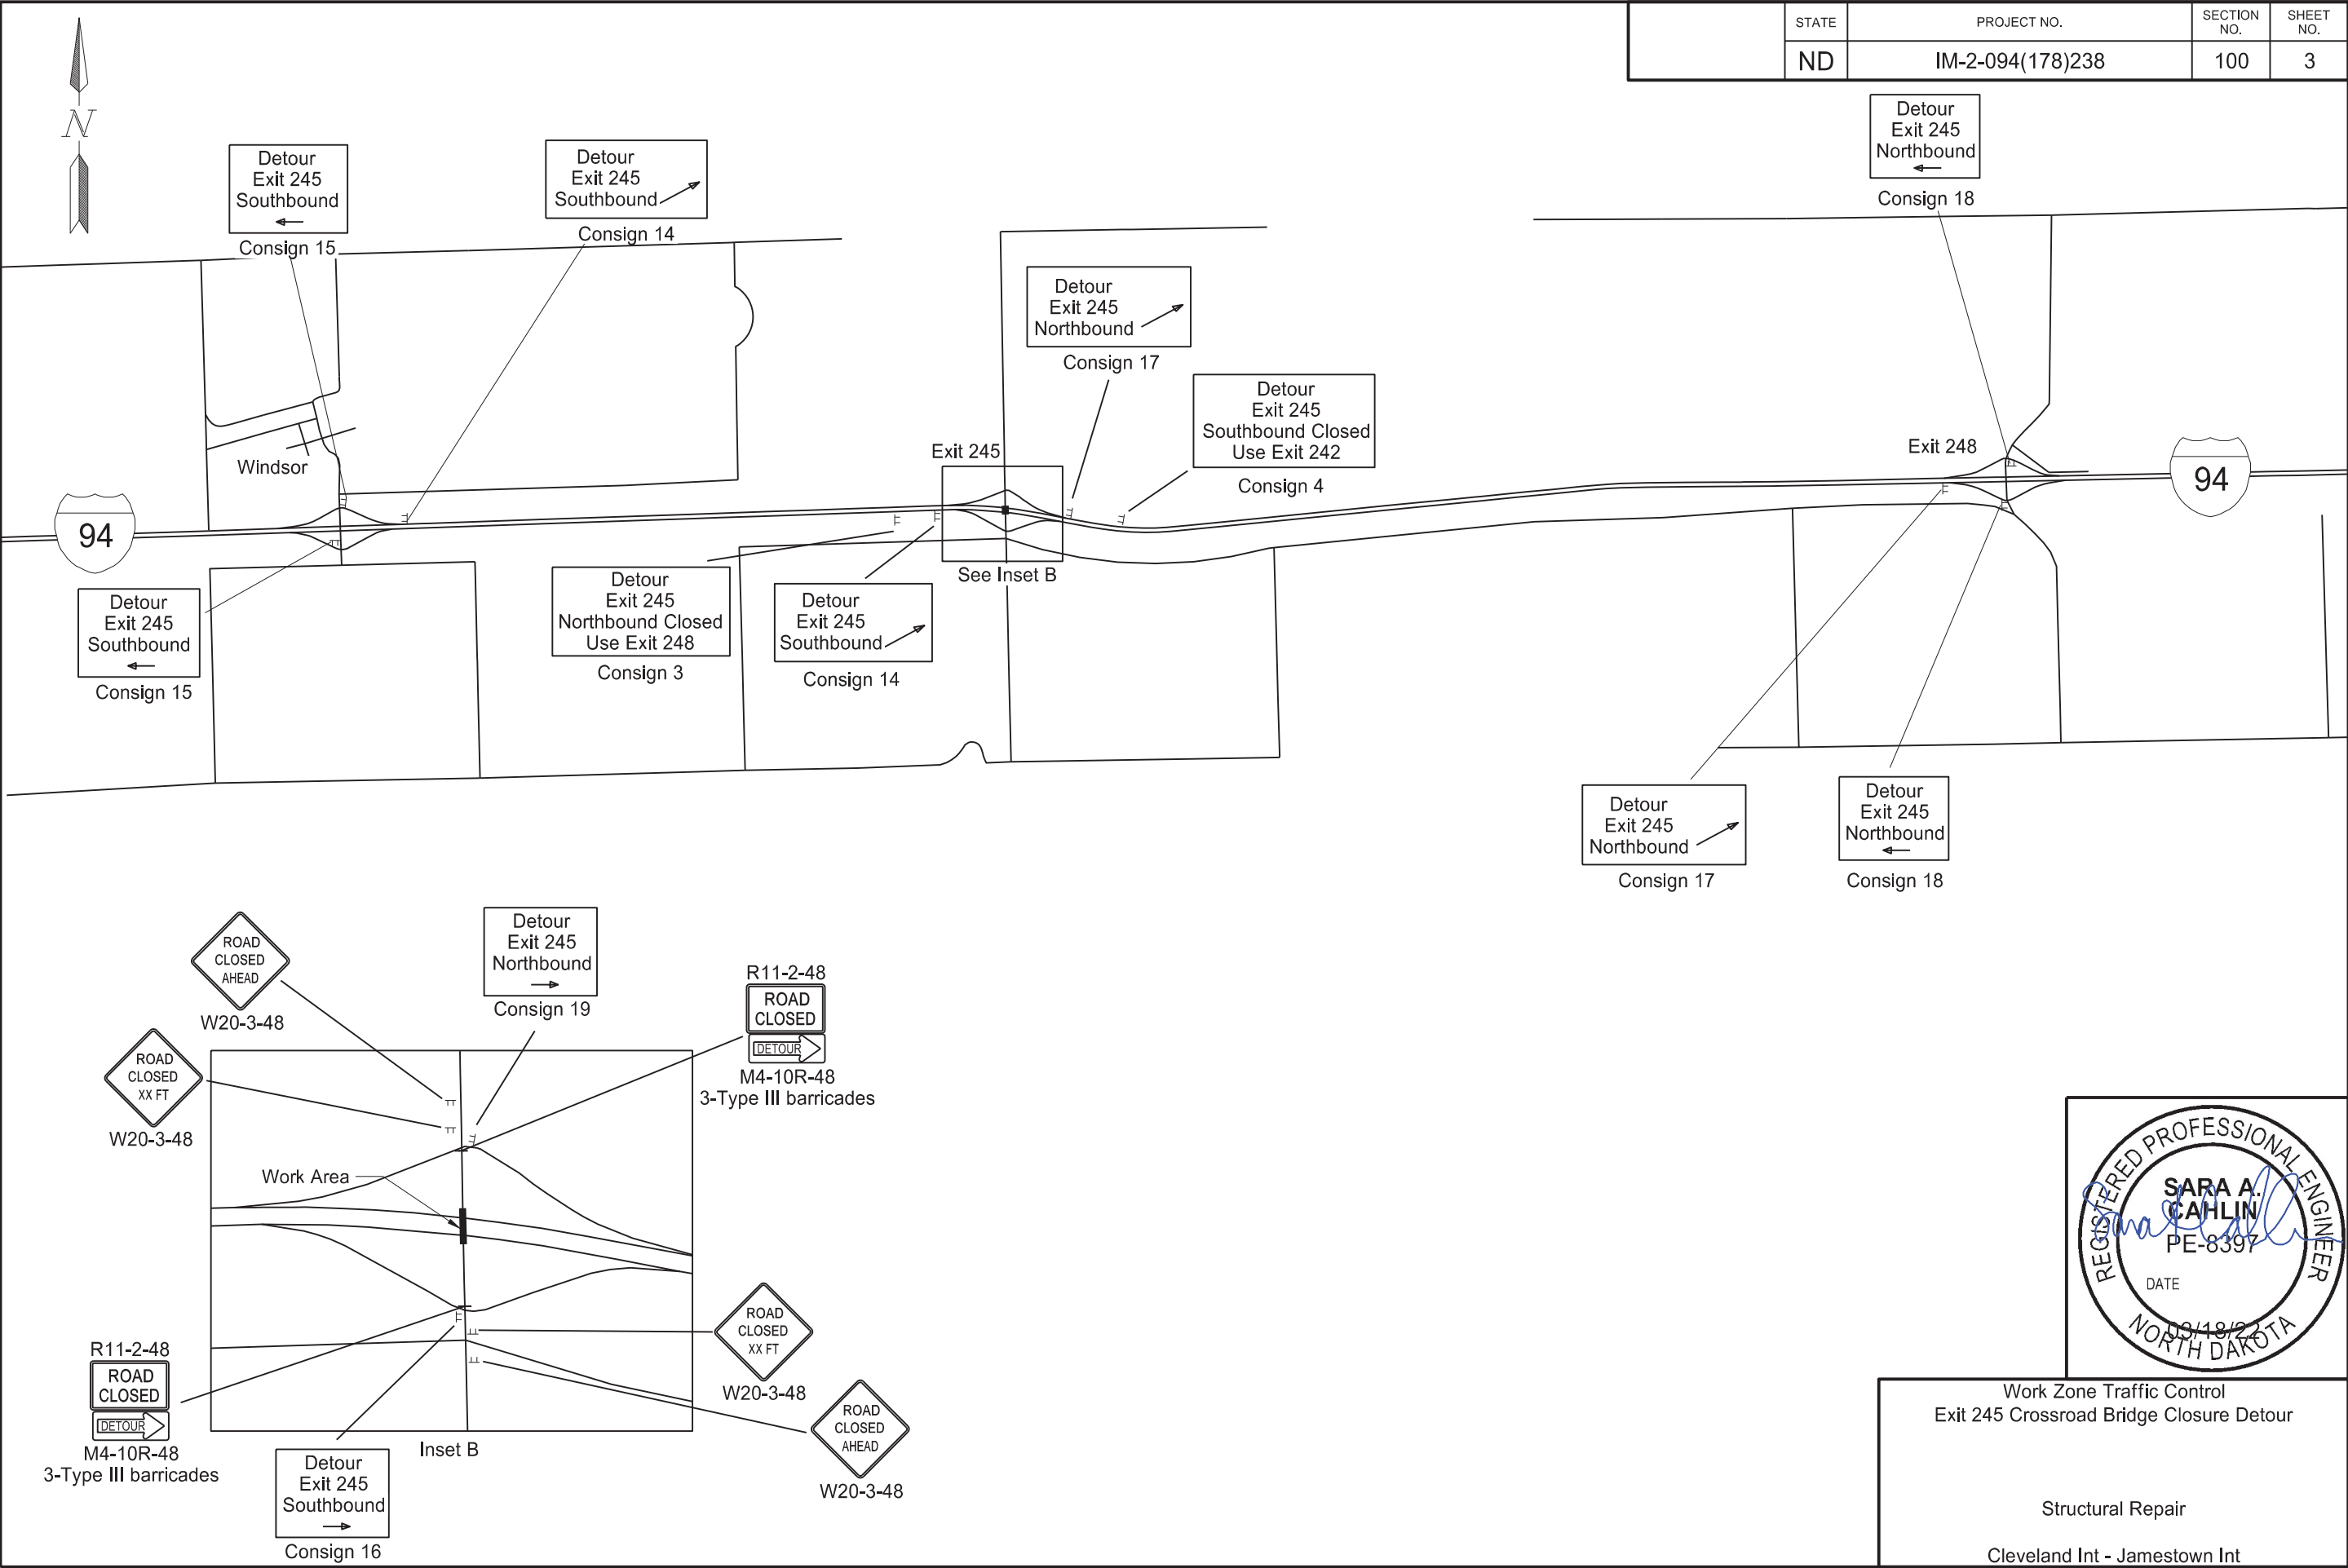 STATE
PROJECT NO.
SECTION NO.
SHEET NO.
ND
IM-2-094(178)238
100
3
N
Detour
Exit 245
Southbound
Consign 15
Detour
Exit 245
Southbound
Consign 14
Detour
Exit 245
Northbound
Consign 18
Detour
Exit 245
Northbound
Consign 17
Detour
Exit 245
Southbound Closed
Use Exit 242
Consign 4
Exit 245
Exit 248
Windsor
94
94
See Inset B
Detour
Exit 245
Southbound
Consign 15
Detour
Exit 245
Northbound Closed
Use Exit 248
Consign 3
Detour
Exit 245
Southbound
Consign 14
Detour
Exit 245
Northbound
Consign 17
Detour
Exit 245
Northbound
Consign 18
ROAD
CLOSED
AHEAD
W20-3-48
ROAD
CLOSED
XX FT
W20-3-48
Detour
Exit 245
Northbound
Consign 19
R11-2-48
ROAD
CLOSED
DETOUR
M4-10R-48
3-Type III barricades
Work Area
ROAD
CLOSED
XX FT
W20-3-48
ROAD
CLOSED
AHEAD
W20-3-48
R11-2-48
ROAD
CLOSED
DETOUR
M4-10R-48
3-Type III barricades
Inset B
Detour
Exit 245
Southbound
Consign 16
REGISTERED PROFESSIONAL ENGINEER
SARA A.
CAHLIN
PE-8397
DATE
03/18/22
NORTH DAKOTA
Work Zone Traffic Control
Exit 245 Crossroad Bridge Closure Detour
Structural Repair
Cleveland Int - Jamestown Int